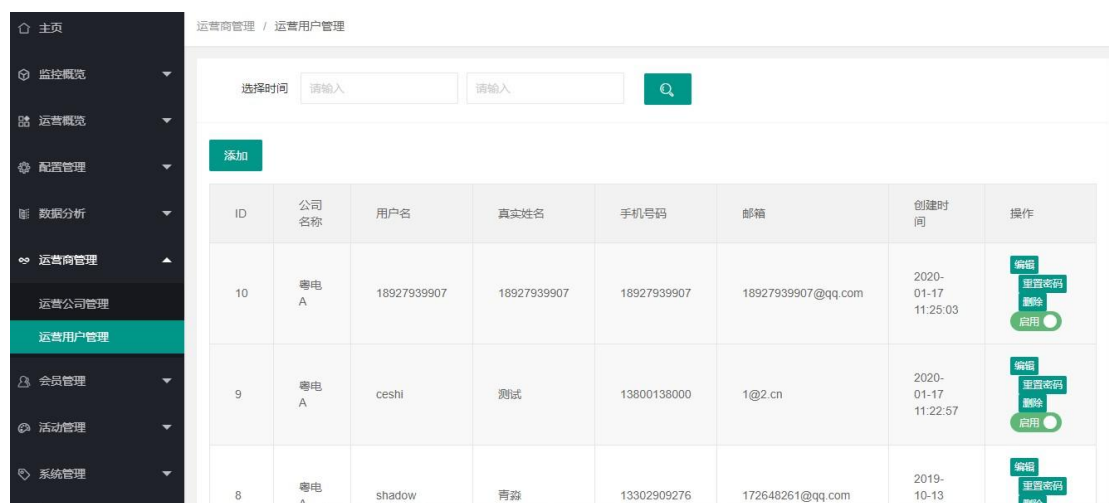 主页
监控概览
运营概览
配置管理
数据分析
运营商管理
运营公司管理
运营用户管理
会员管理
活动管理
系统管理
运营商管理 / 运营用户管理
选择时间 请输入 请输入
添加
ID 公司名称 用户名 真实姓名 手机号码 邮箱 创建时间 操作
10 粤电A 18927939907 18927939907 18927939907 18927939907@qq.com 2020-01-17 11:25:03 编辑 重置密码 删除 启用
9 粤电A ceshi 测试 13800138000 1@2.cn 2020-01-17 11:22:57 编辑 重置密码 删除 启用
8 粤电A shadow 青淼 13302909276 172648261@qq.com 2019-10-13 编辑 重置密码 删除